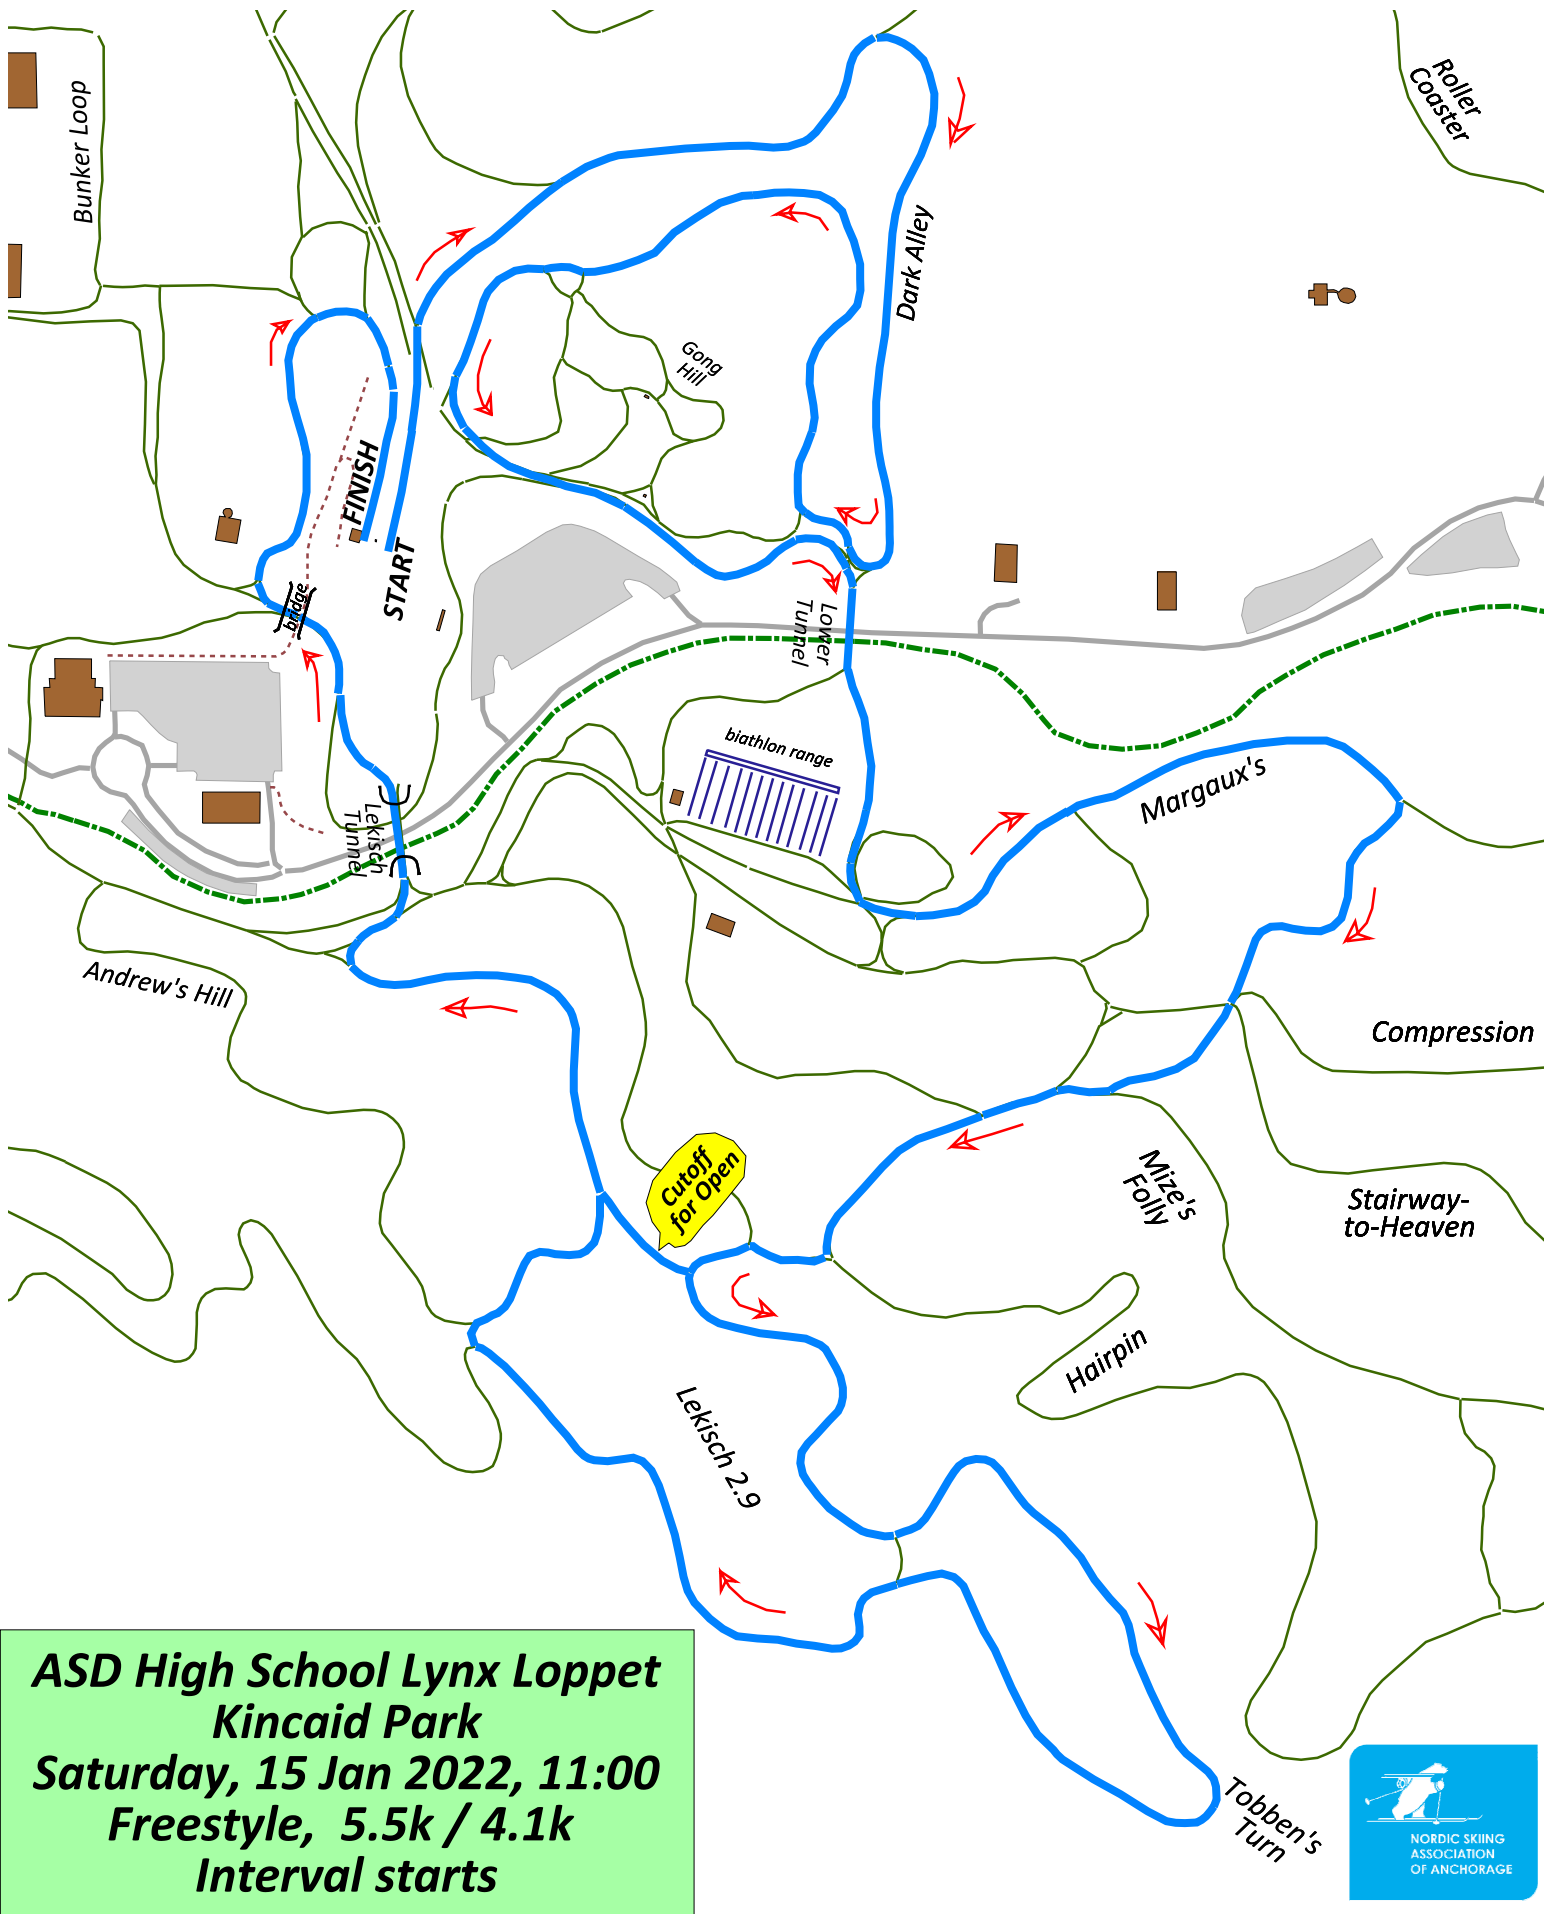 Roller
Coaster
Bunker Loop
Dark Alley
Gong
Hill
FINISH
START
bridge
Lower
Tunnel
biathlon range
Margaux's
Lekisch
Tunnel
Andrew's Hill
Compression
Cutoff
for Open
Mize's
Folly
Stairway-
to-Heaven
Hairpin
Lekisch 2.9
Tobben's
Turn
ASD High School Lynx Loppet
Kincaid Park
Saturday, 15 Jan 2022, 11:00
Freestyle, 5.5k / 4.1k
Interval starts
NORDIC SKIING
ASSOCIATION
OF ANCHORAGE